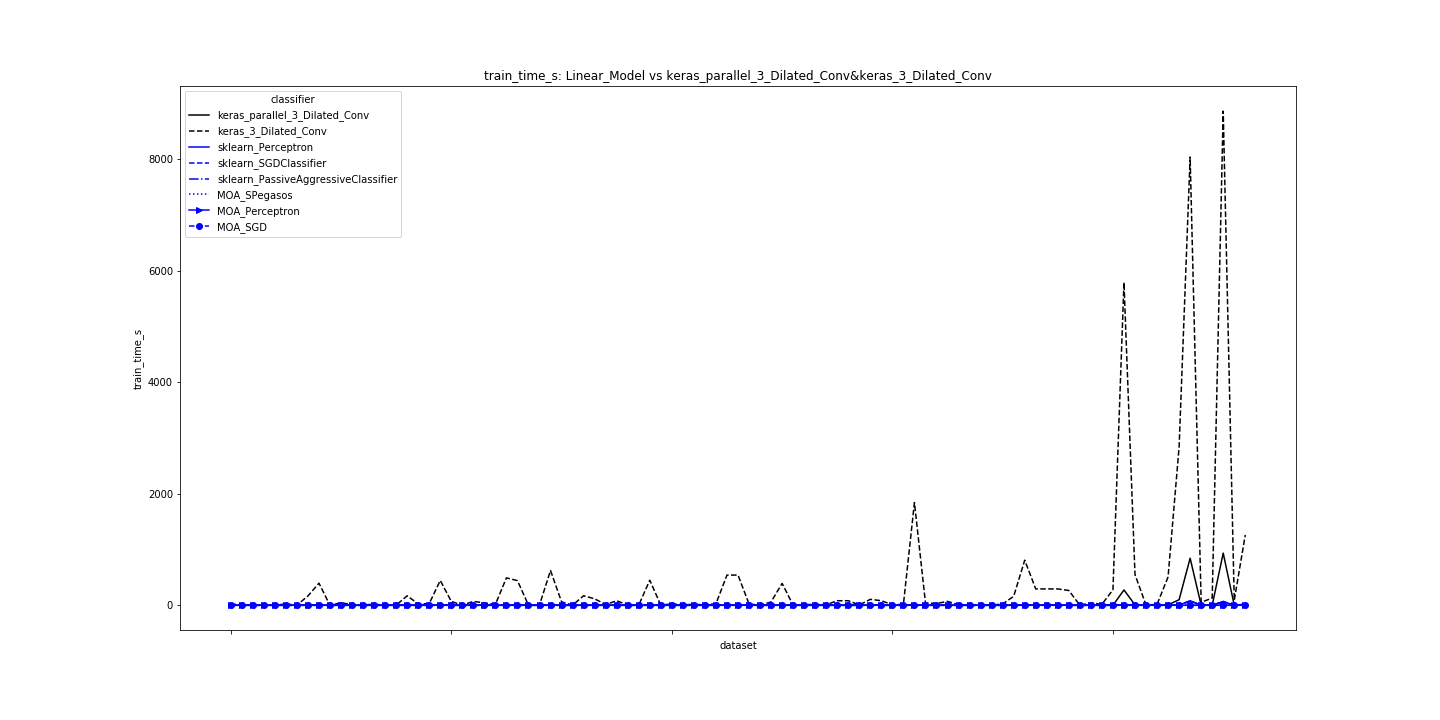 train_time_s: Linear_Model vs keras_parallel_3_Dilated_Conv&keras_3_Dilated_Conv
classifier
keras_parallel_3_Dilated_Conv
keras_3_Dilated_Conv
sklearn_Perceptron
sklearn_SGDClassifier
sklearn_PassiveAggressiveClassifier
MOA_SPegasos
MOA_Perceptron
MOA_SGD
8000
6000
4000
2000
0
train_time_s
dataset